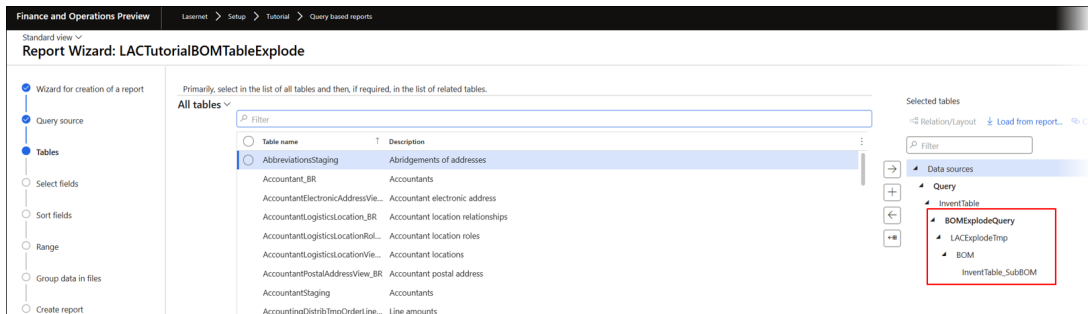 Finance and Operations Preview Lasernet > Setup > Tutorial > Query based reports
Standard view
Report Wizard: LACTutorialBOMTableExplode
Wizard for creation of a report
Query source
Tables
Select fields
Sort fields
Range
Group data in files
Create report
Primarily, select in the list of all tables and then, if required, in the list of related tables.
All tables
Filter
Table name ↑ Description
AbbreviationsStaging Abridgements of addresses
Accountant_BR Accountants
AccountantElectronicAddressVie... Accountant electronic address
AccountantLogisticsLocation_BR Accountant location relationships
AccountantLogisticsLocationRol... Accountant location roles
AccountantLogisticsLocationVie... Accountant locations
AccountantPostalAddressView_BR Accountant postal address
AccountantStaging Accountants
AccountingDistribTmpOrderLine... Line amounts
Selected tables
Relation/Layout Load from report...
Filter
Data sources
Query
InventTable
BOMExplodeQuery
LACExplodeTmp
BOM
InventTable_SubBOM